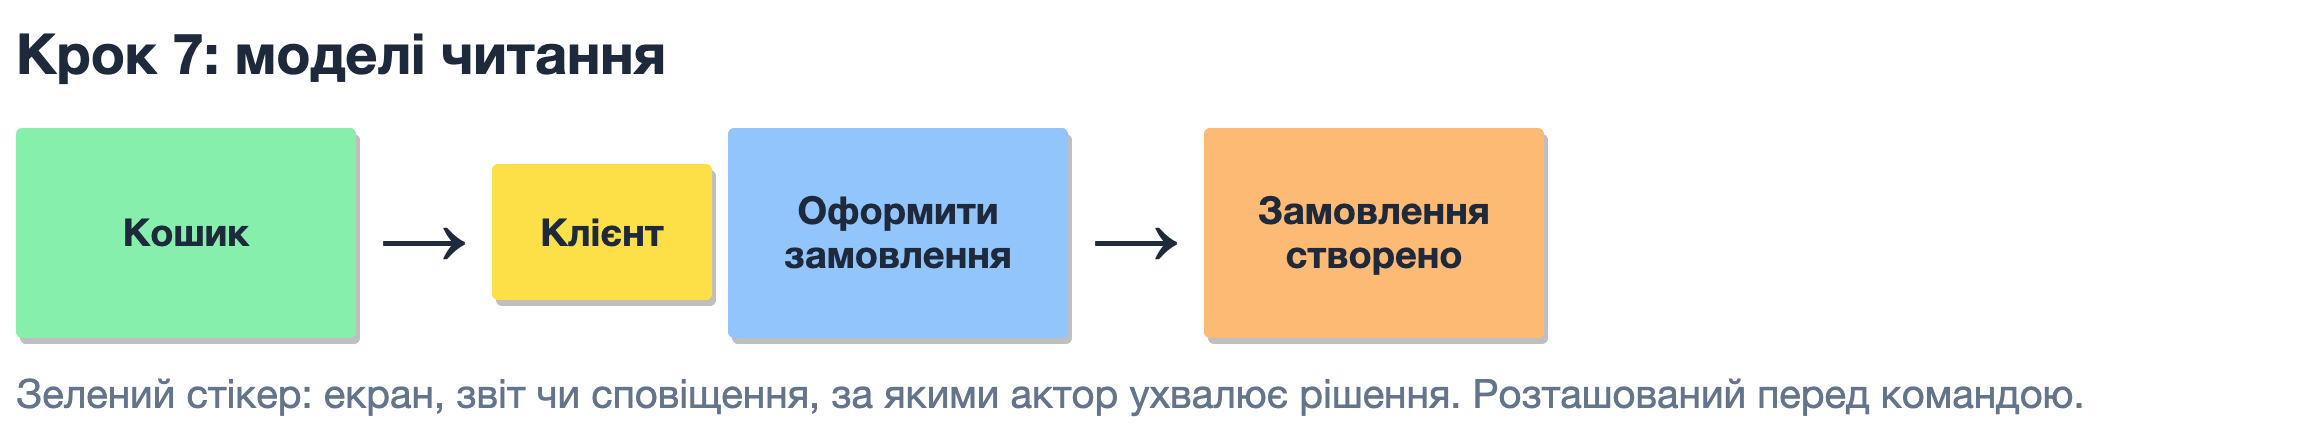 Крок 7: моделі читання
Кошик
Клієнт
Оформити
замовлення
Замовлення
створено
Зелений стікер: екран, звіт чи сповіщення, за якими актор ухвалює рішення. Розташований перед командою.